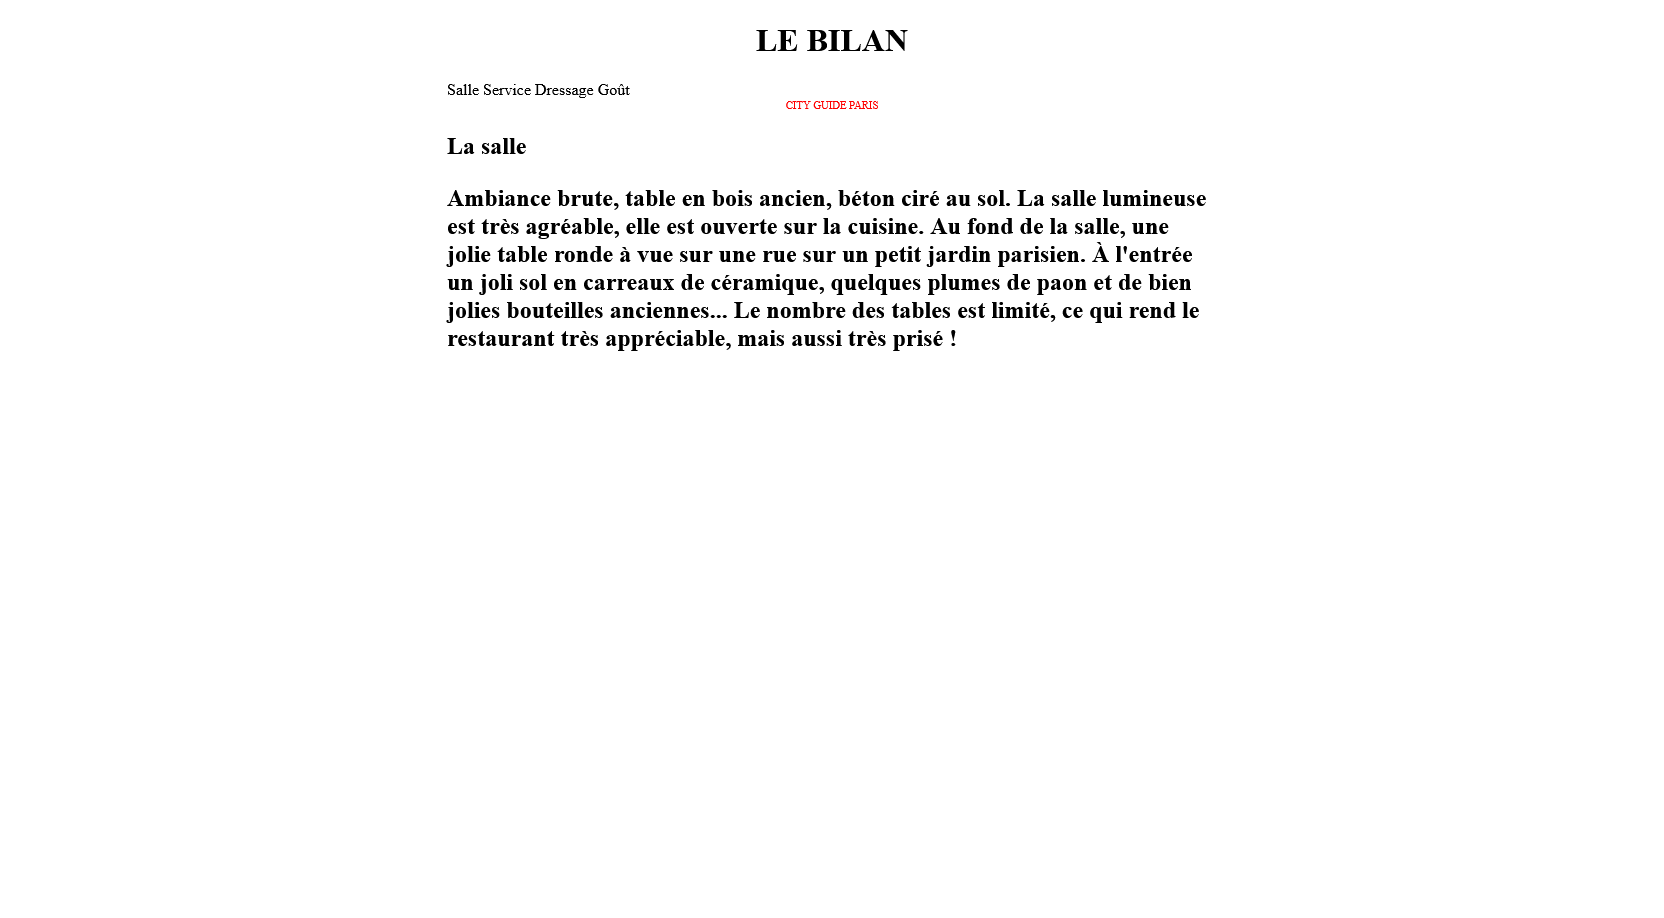 LE BILAN
Salle Service Dressage Goût
CITY GUIDE PARIS
La salle
Ambiance brute, table en bois ancien, béton ciré au sol. La salle lumineuse
est très agréable, elle est ouverte sur la cuisine. Au fond de la salle, une
jolie table ronde à vue sur une rue sur un petit jardin parisien. À l'entrée
un joli sol en carreaux de céramique, quelques plumes de paon et de bien
jolies bouteilles anciennes... Le nombre des tables est limité, ce qui rend le
restaurant très appréciable, mais aussi très prisé !